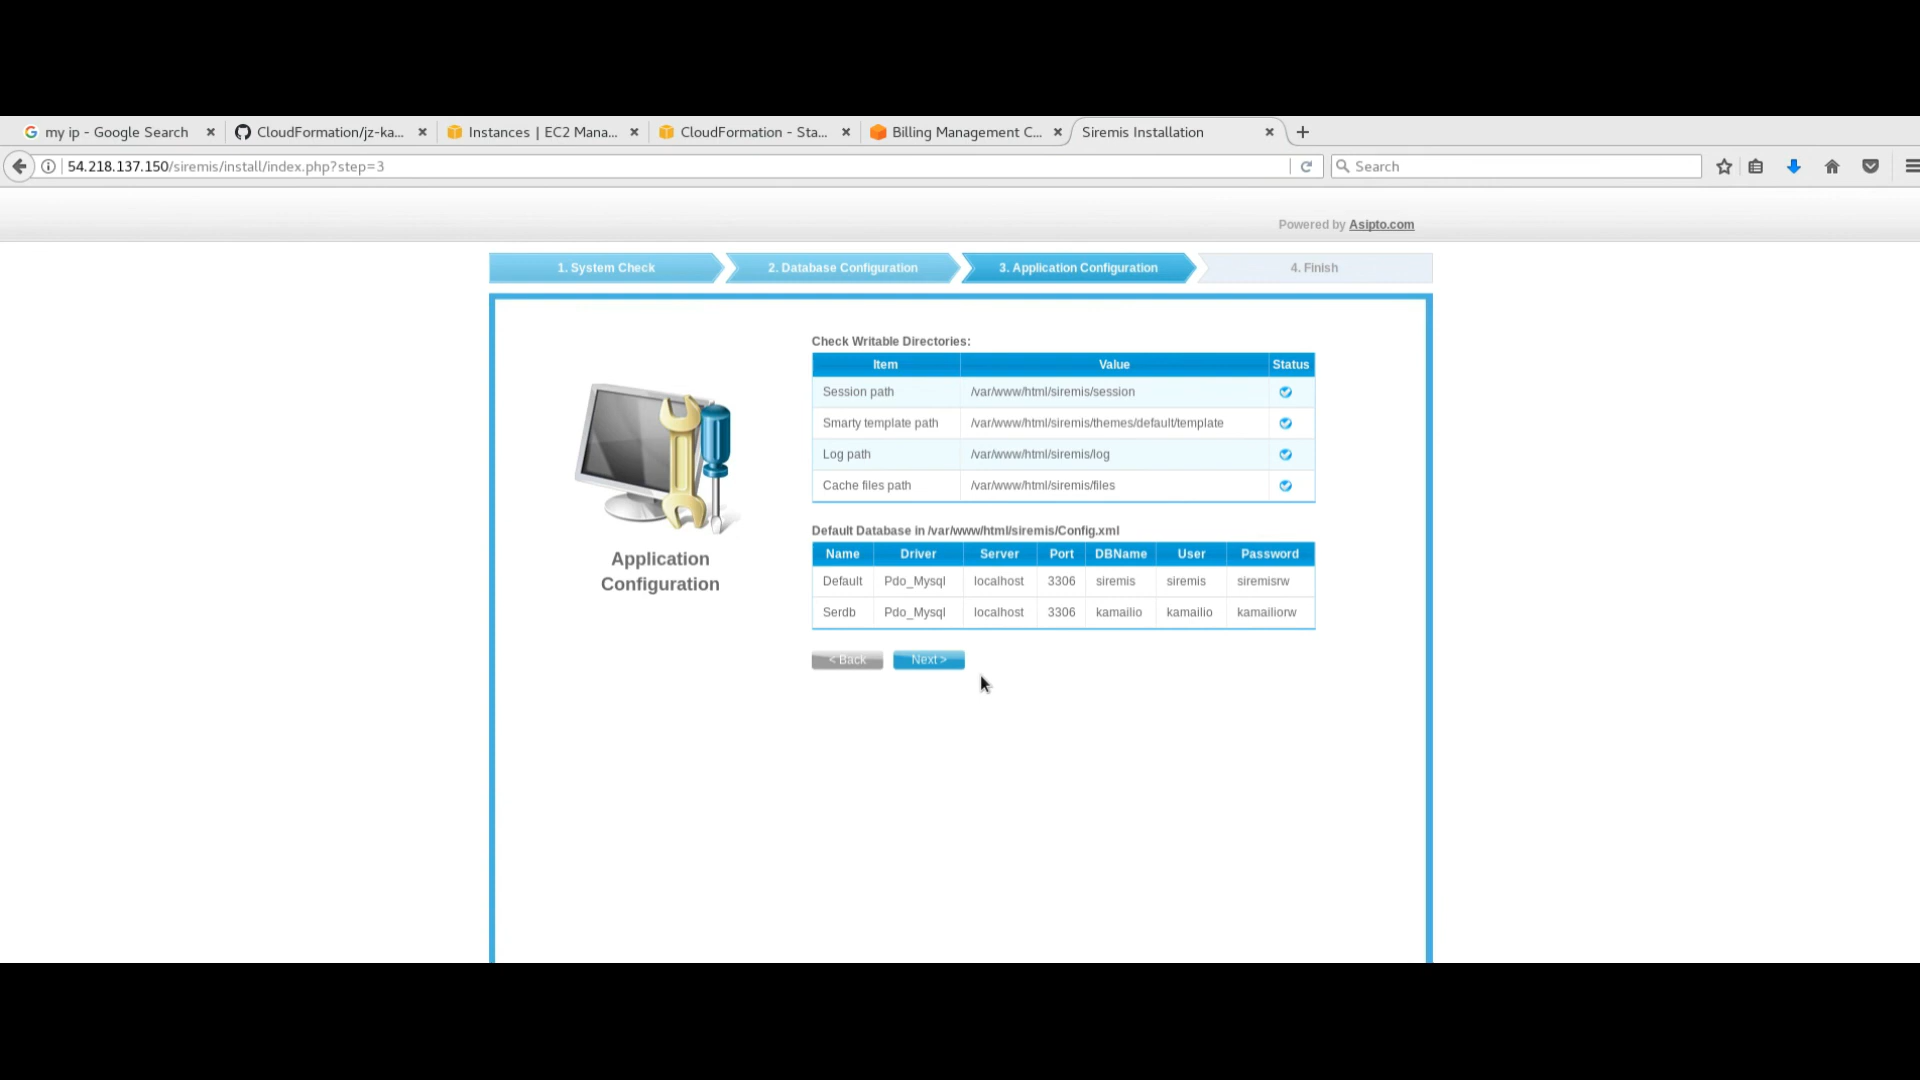 my ip - Google Search
CloudFormation/jz-ka...
Instances | EC2 Mana...
CloudFormation - Sta...
Billing Management C...
Siremis Installation
54.218.137.150/siremis/install/index.php?step=3
Search
Powered by Asipto.com
1. System Check
2. Database Configuration
3. Application Configuration
4. Finish
Application
Configuration
Check Writable Directories:
Item Value Status
Session path /var/www/html/siremis/session
Smarty template path /var/www/html/siremis/themes/default/template
Log path /var/www/html/siremis/log
Cache files path /var/www/html/siremis/files
Default Database in /var/www/html/siremis/Config.xml
Name Driver Server Port DBName User Password
Default Pdo_Mysql localhost 3306 siremis siremis siremisrw
Serdb Pdo_Mysql localhost 3306 kamailio kamailio kamailiorw
< Back Next >